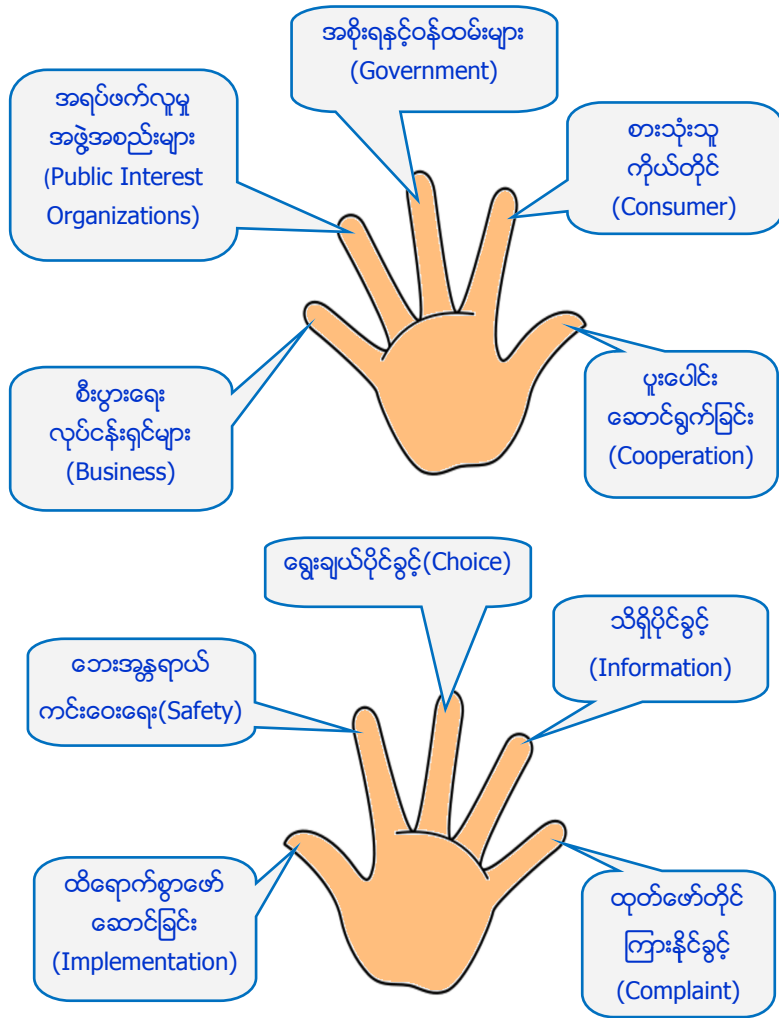 အစိုးရနှင့်ဝန်ထမ်းများ
(Government)
အရပ်ဖက်လူမှု
အဖွဲ့အစည်းများ
(Public Interest
Organizations)
စားသုံးသူ
ကိုယ်တိုင်
(Consumer)
စီးပွားရေး
လုပ်ငန်းရှင်များ
(Business)
ပူးပေါင်း
ဆောင်ရွက်ခြင်း
(Cooperation)
ရွေးချယ်ပိုင်ခွင့်(Choice)
သိရှိပိုင်ခွင့်
(Information)
ဘေးအန္တရာယ်
ကင်းဝေးရေး(Safety)
ထိရောက်စွာဖော်
ဆောင်ခြင်း
(Implementation)
ထုတ်ဖော်တိုင်
ကြားနိုင်ခွင့်
(Complaint)